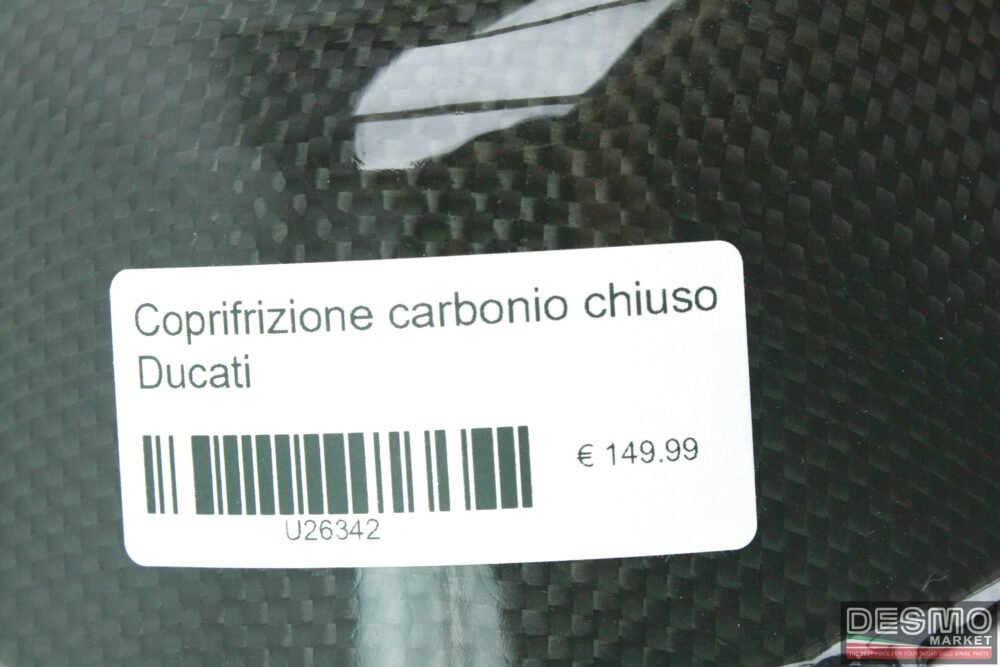 Coprifrizione carbonio chiuso
Ducati
€ 149.99
U26342
DESMO
MARKET